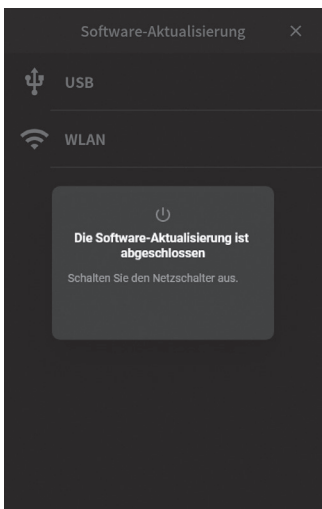 Software-Aktualisierung
USB
WLAN
Die Software-Aktualisierung ist
abgeschlossen
Schalten Sie den Netzschalter aus.